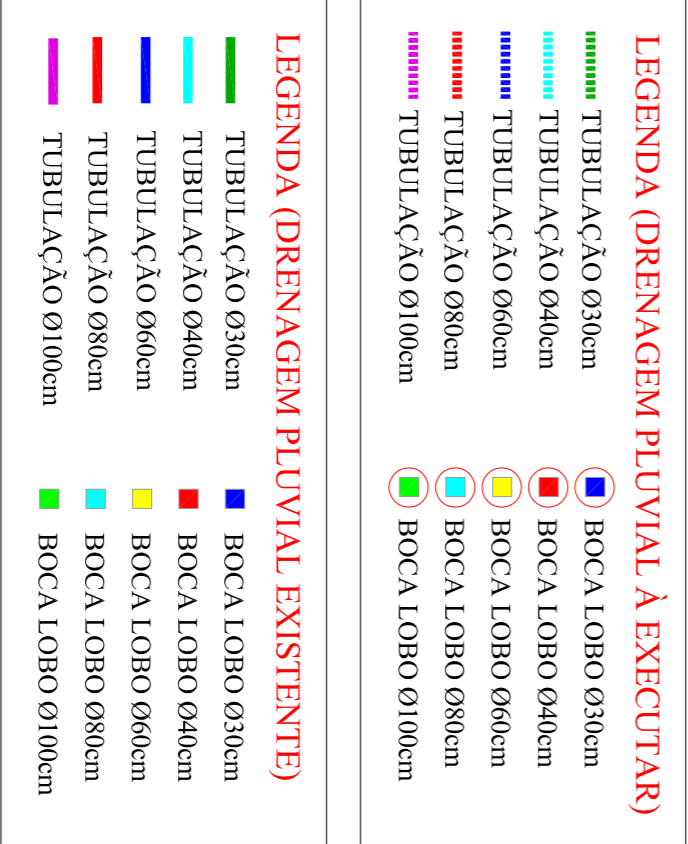 LEGENDA (DRENAGEM PLUVIAL À EXECUTAR)
TUBULAÇÃO Ø30cm BOCA LOBO Ø30cm
TUBULAÇÃO Ø40cm BOCA LOBO Ø40cm
TUBULAÇÃO Ø60cm BOCA LOBO Ø60cm
TUBULAÇÃO Ø80cm BOCA LOBO Ø80cm
TUBULAÇÃO Ø100cm BOCA LOBO Ø100cm
LEGENDA (DRENAGEM PLUVIAL EXISTENTE)
TUBULAÇÃO Ø30cm BOCA LOBO Ø30cm
TUBULAÇÃO Ø40cm BOCA LOBO Ø40cm
TUBULAÇÃO Ø60cm BOCA LOBO Ø60cm
TUBULAÇÃO Ø80cm BOCA LOBO Ø80cm
TUBULAÇÃO Ø100cm BOCA LOBO Ø100cm